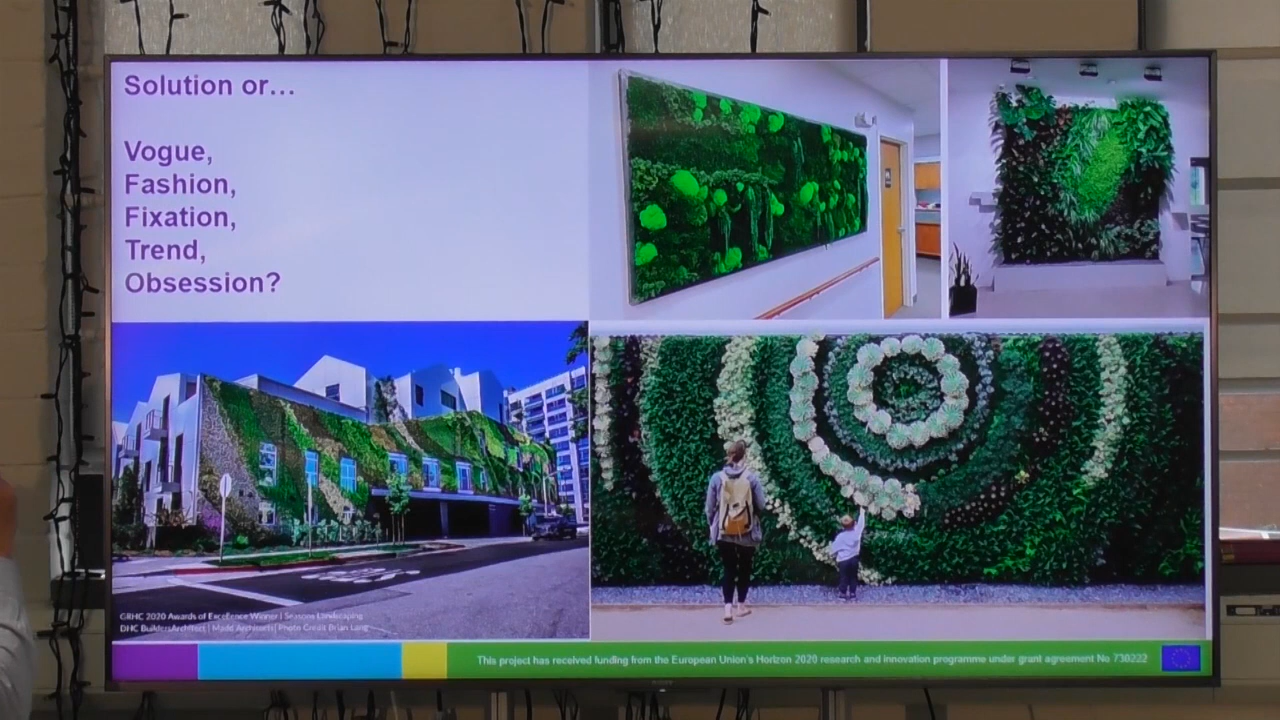 Solution or...
Vogue,
Fashion,
Fixation,
Trend,
Obsession?
GRHC 2020 Awards of Excellence Winner | Seasons Landscaping
DHC Builders Architect | Madd Architects| Photo Credit Brian Lang
This project has received funding from the European Union's Horizon 2020 research and innovation programme under grant agreement No 730222